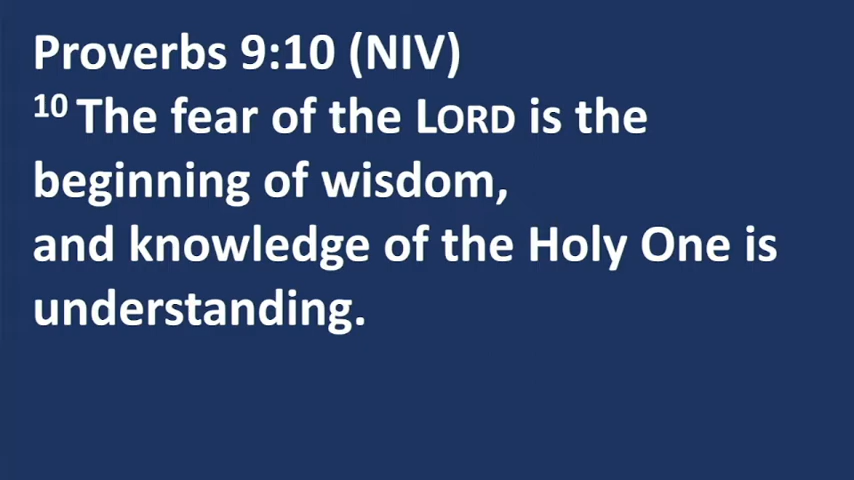 Proverbs 9:10 (NIV)
10 The fear of the LORD is the
beginning of wisdom,
and knowledge of the Holy One is
understanding.